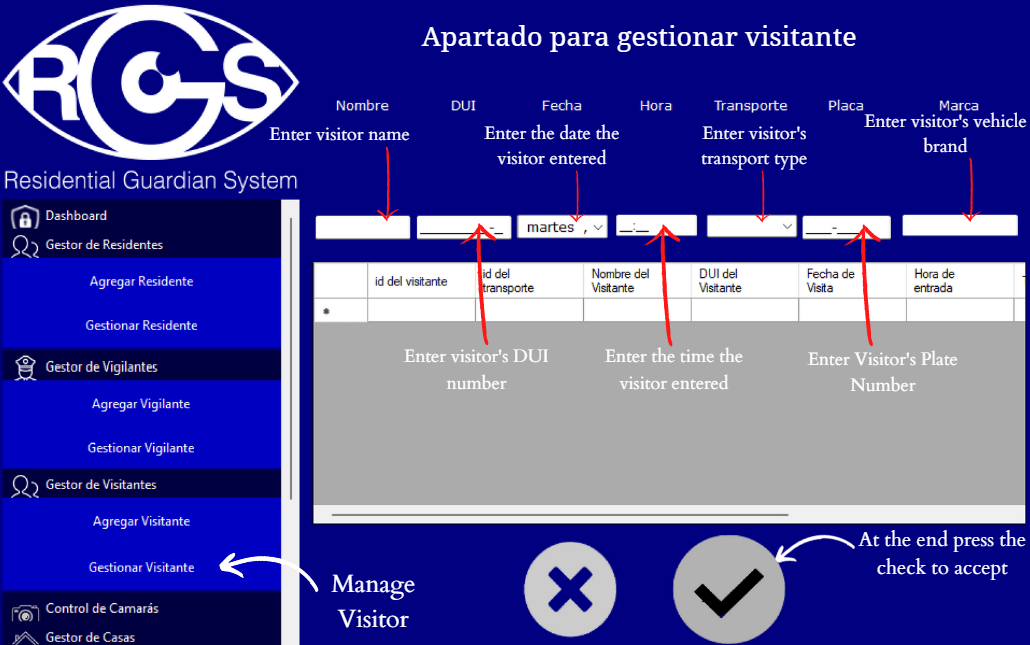 RGS
Residential Guardian System
Dashboard
Gestor de Residentes
Agregar Residente
Gestionar Residente
Gestor de Vigilantes
Agregar Vigilante
Gestionar Vigilante
Gestor de Visitantes
Agregar Visitante
Gestionar Visitante
Control de Camarás
Gestor de Casas
Manage
Visitor
Apartado para gestionar visitante
Nombre DUI Fecha Hora Transporte Placa Marca
Enter visitor name
Enter the date the
visitor entered
Enter visitor's
transport type
Enter visitor's vehicle
brand
________-_ martes , __:__ ___-___
id del visitante
id del
transporte
Nombre del
Visitante
DUI del
Visitante
Fecha de
Visita
Hora de
entrada
*
Enter visitor's DUI
number
Enter the time the
visitor entered
Enter Visitor's Plate
Number
At the end press the
check to accept